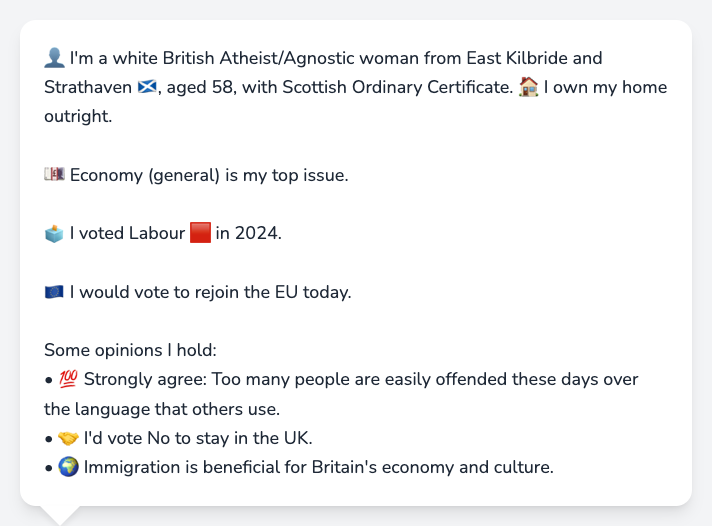 👤 I'm a white British Atheist/Agnostic woman from East Kilbride and
Strathaven 🏴󠁧󠁢󠁳󠁣󠁴󠁿, aged 58, with Scottish Ordinary Certificate. 🏠 I own my home
outright.
💷 Economy (general) is my top issue.
🗳️ I voted Labour 🟥 in 2024.
🇪🇺 I would vote to rejoin the EU today.
Some opinions I hold:
• 💯 Strongly agree: Too many people are easily offended these days over
the language that others use.
• 🤝 I'd vote No to stay in the UK.
• 🌍 Immigration is beneficial for Britain's economy and culture.